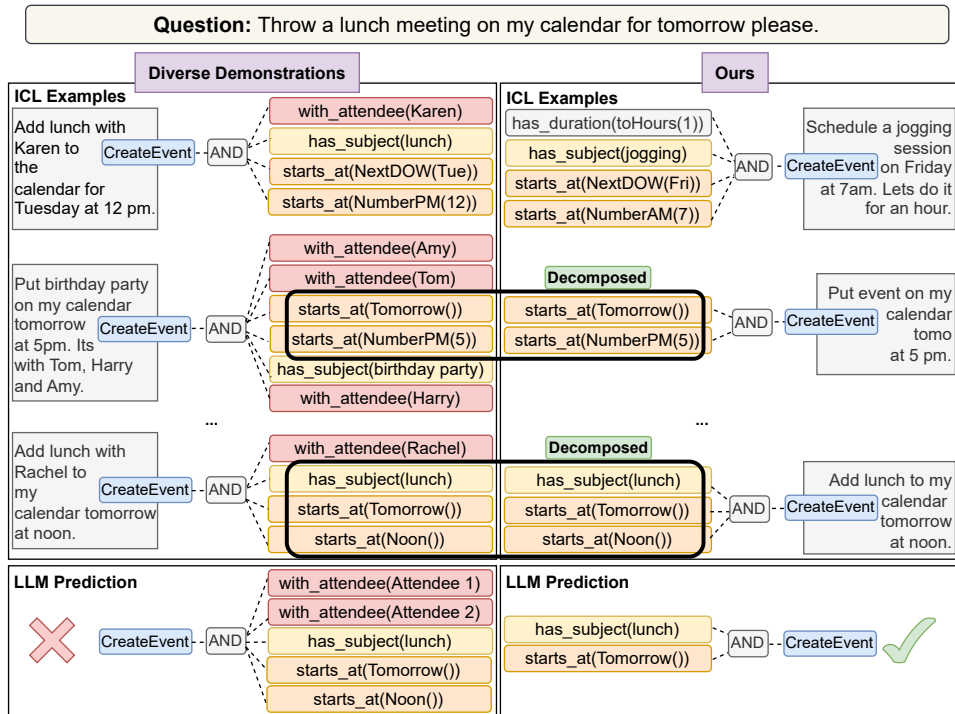 Question: Throw a lunch meeting on my calendar for tomorrow please.
Diverse Demonstrations
ICL Examples
Add lunch with
Karen to
the
calendar for
Tuesday at 12 pm.
CreateEvent
AND
with_attendee(Karen)
has_subject(lunch)
starts_at(NextDOW(Tue))
starts_at(NumberPM(12))
Put birthday party
on my calendar
tomorrow
at 5pm. Its
with Tom, Harry
and Amy.
CreateEvent
AND
with_attendee(Amy)
with_attendee(Tom)
starts_at(Tomorrow())
starts_at(NumberPM(5))
has_subject(birthday party)
with_attendee(Harry)
...
Add lunch with
Rachel to
my
calendar tomorrow
at noon.
CreateEvent
AND
with_attendee(Rachel)
has_subject(lunch)
starts_at(Tomorrow())
starts_at(Noon())
LLM Prediction
CreateEvent
AND
with_attendee(Attendee 1)
with_attendee(Attendee 2)
has_subject(lunch)
starts_at(Tomorrow())
starts_at(Noon())
Ours
ICL Examples
has_duration(toHours(1))
has_subject(jogging)
starts_at(NextDOW(Fri))
starts_at(NumberAM(7))
AND
CreateEvent
Schedule a jogging
session
on Friday
at 7am. Lets do it
for an hour.
Decomposed
starts_at(Tomorrow())
starts_at(NumberPM(5))
AND
CreateEvent
Put event on my
calendar
tomo
at 5 pm.
...
Decomposed
has_subject(lunch)
starts_at(Tomorrow())
starts_at(Noon())
AND
CreateEvent
Add lunch to my
calendar
tomorrow
at noon.
LLM Prediction
has_subject(lunch)
starts_at(Tomorrow())
AND
CreateEvent